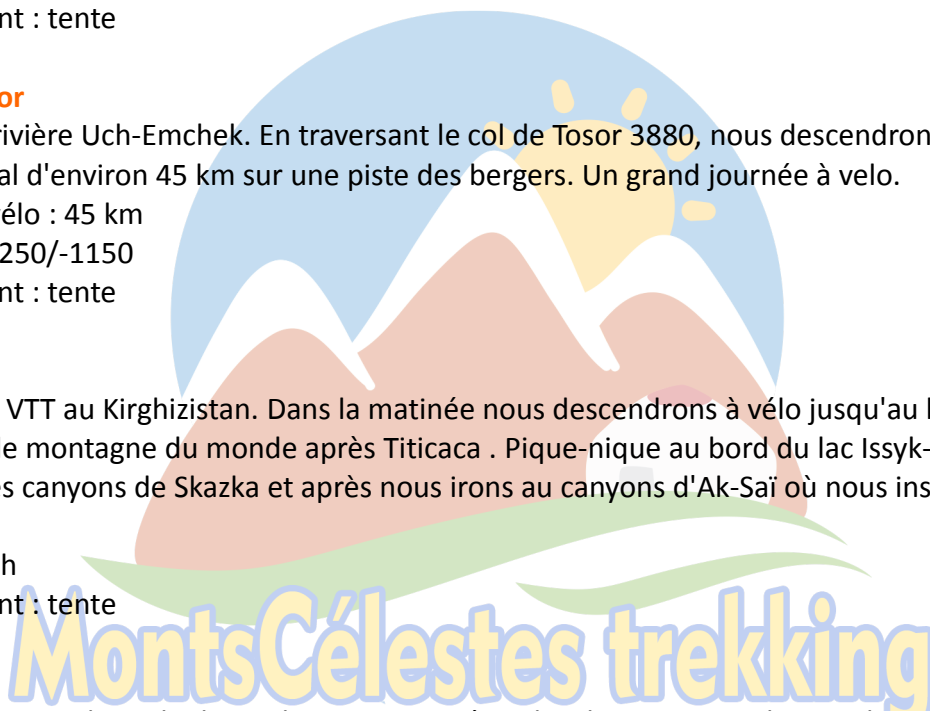 nt : tente
or
rivière Uch-Emchek. En traversant le col de Tosor 3880, nous descendron
al d'environ 45 km sur une piste des bergers. Un grand journée à velo.
élo : 45 km
250/-1150
nt : tente
VTT au Kirghizistan. Dans la matinée nous descendrons à vélo jusqu'au l
le montagne du monde après Titicaca . Pique-nique au bord du lac Issyk-
es canyons de Skazka et après nous irons au canyons d'Ak-Saï où nous ins
h
nt : tente
MontsCélestes trekking